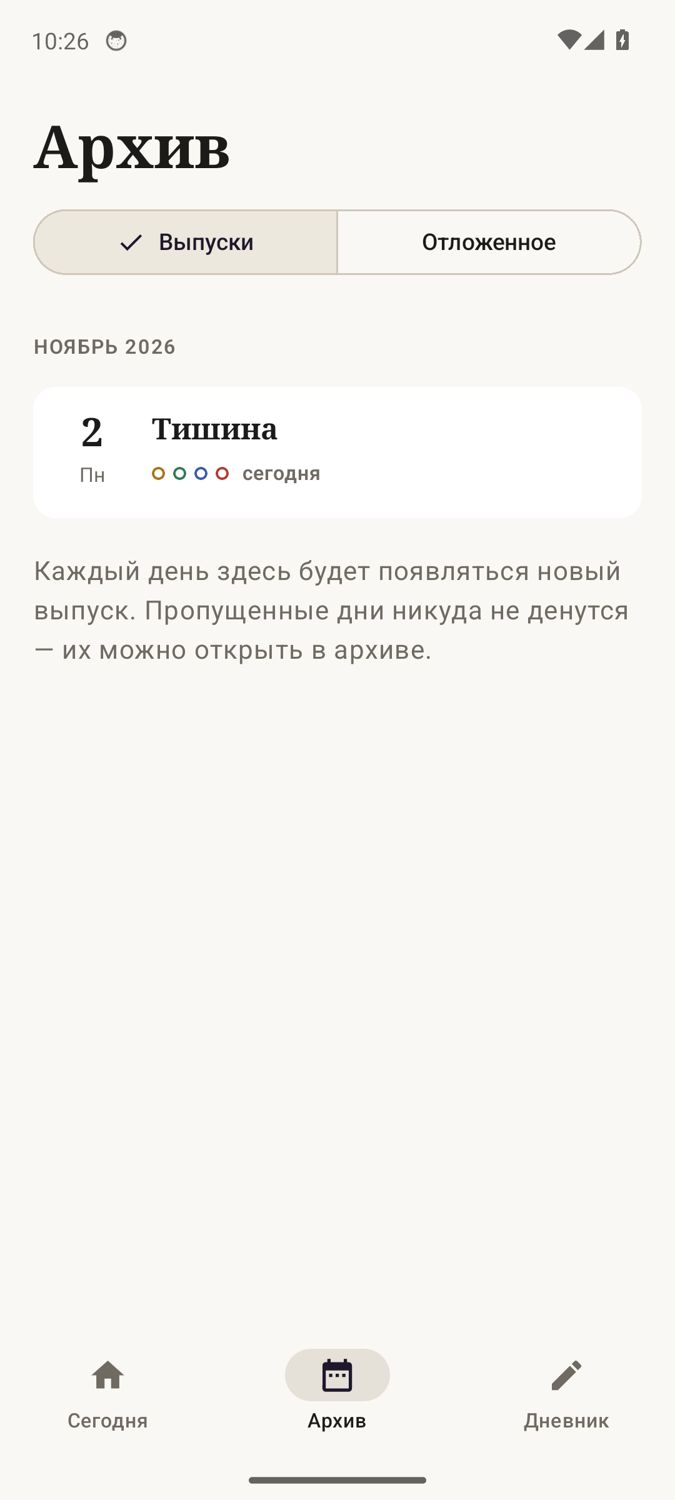 10:26
Архив
Выпуски
Отложенное
НОЯБРЬ 2026
2
Тишина
Пн
сегодня
Каждый день здесь будет появляться новый
выпуск. Пропущенные дни никуда не денутся
— их можно открыть в архиве.
Сегодня
Архив
Дневник